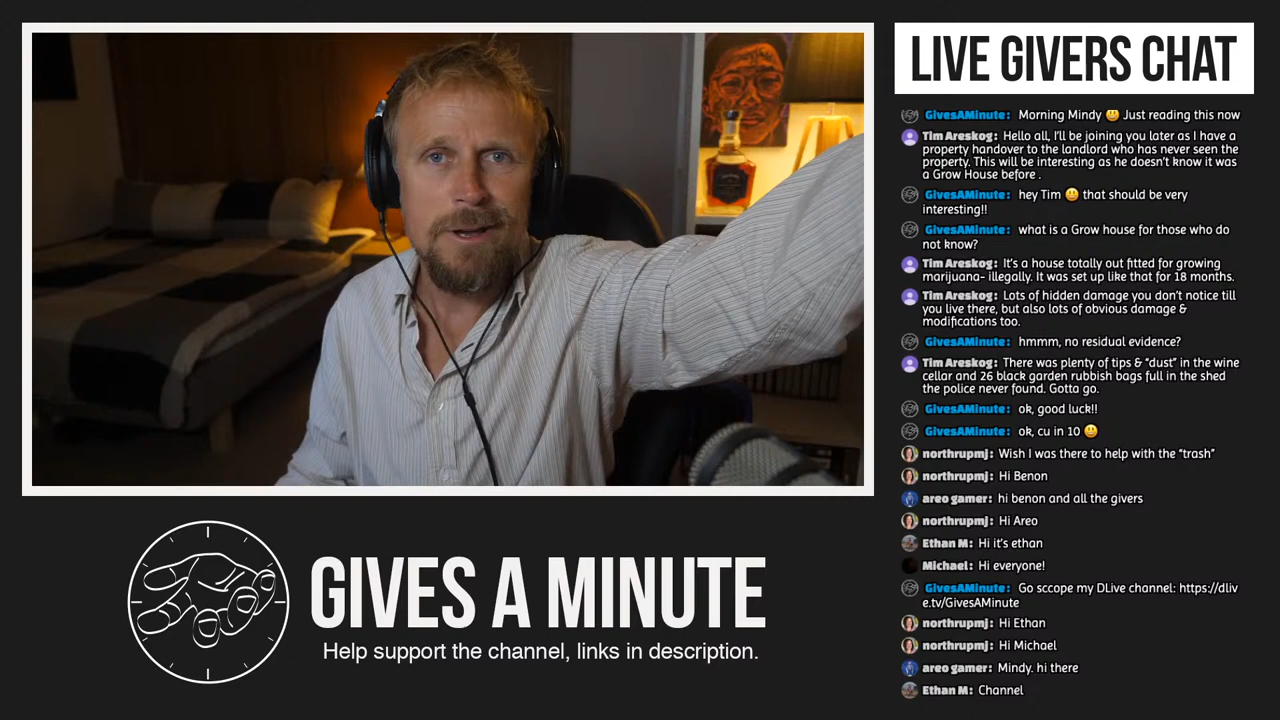 LIVE GIVERS CHAT
GivesAMinute: Morning Mindy 😃 Just reading this now
Tim Areskog: Hello all, I'll be joining you later as I have a
property handover to the landlord who has never seen the
property. This will be interesting as he doesn't know it was
a Grow House before .
GivesAMinute: hey Tim 😃 that should be very
interesting!!
GivesAMinute: what is a Grow house for those who do
not know?
Tim Areskog: It's a house totally out fitted for growing
marijuana- illegally. It was set up like that for 18 months.
Tim Areskog: Lots of hidden damage you don't notice till
you live there, but also lots of obvious damage &
modifications too.
GivesAMinute: hmmm, no residual evidence?
Tim Areskog: There was plenty of tips & “dust” in the wine
cellar and 26 black garden rubbish bags full in the shed
the police never found. Gotta go.
GivesAMinute: ok, good luck!!
GivesAMinute: ok, cu in 10 😃
northrupmj: Wish I was there to help with the “trash”
northrupmj: Hi Benon
areo gamer: hi benon and all the givers
northrupmj: Hi Areo
Ethan M: Hi it's ethan
Michael: Hi everyone!
GivesAMinute: Go sccope my DLive channel: https://dliv
e.tv/GivesAMinute
northrupmj: Hi Ethan
northrupmj: Hi Michael
areo gamer: Mindy. hi there
Ethan M: Channel
GIVES A MINUTE
Help support the channel, links in description.